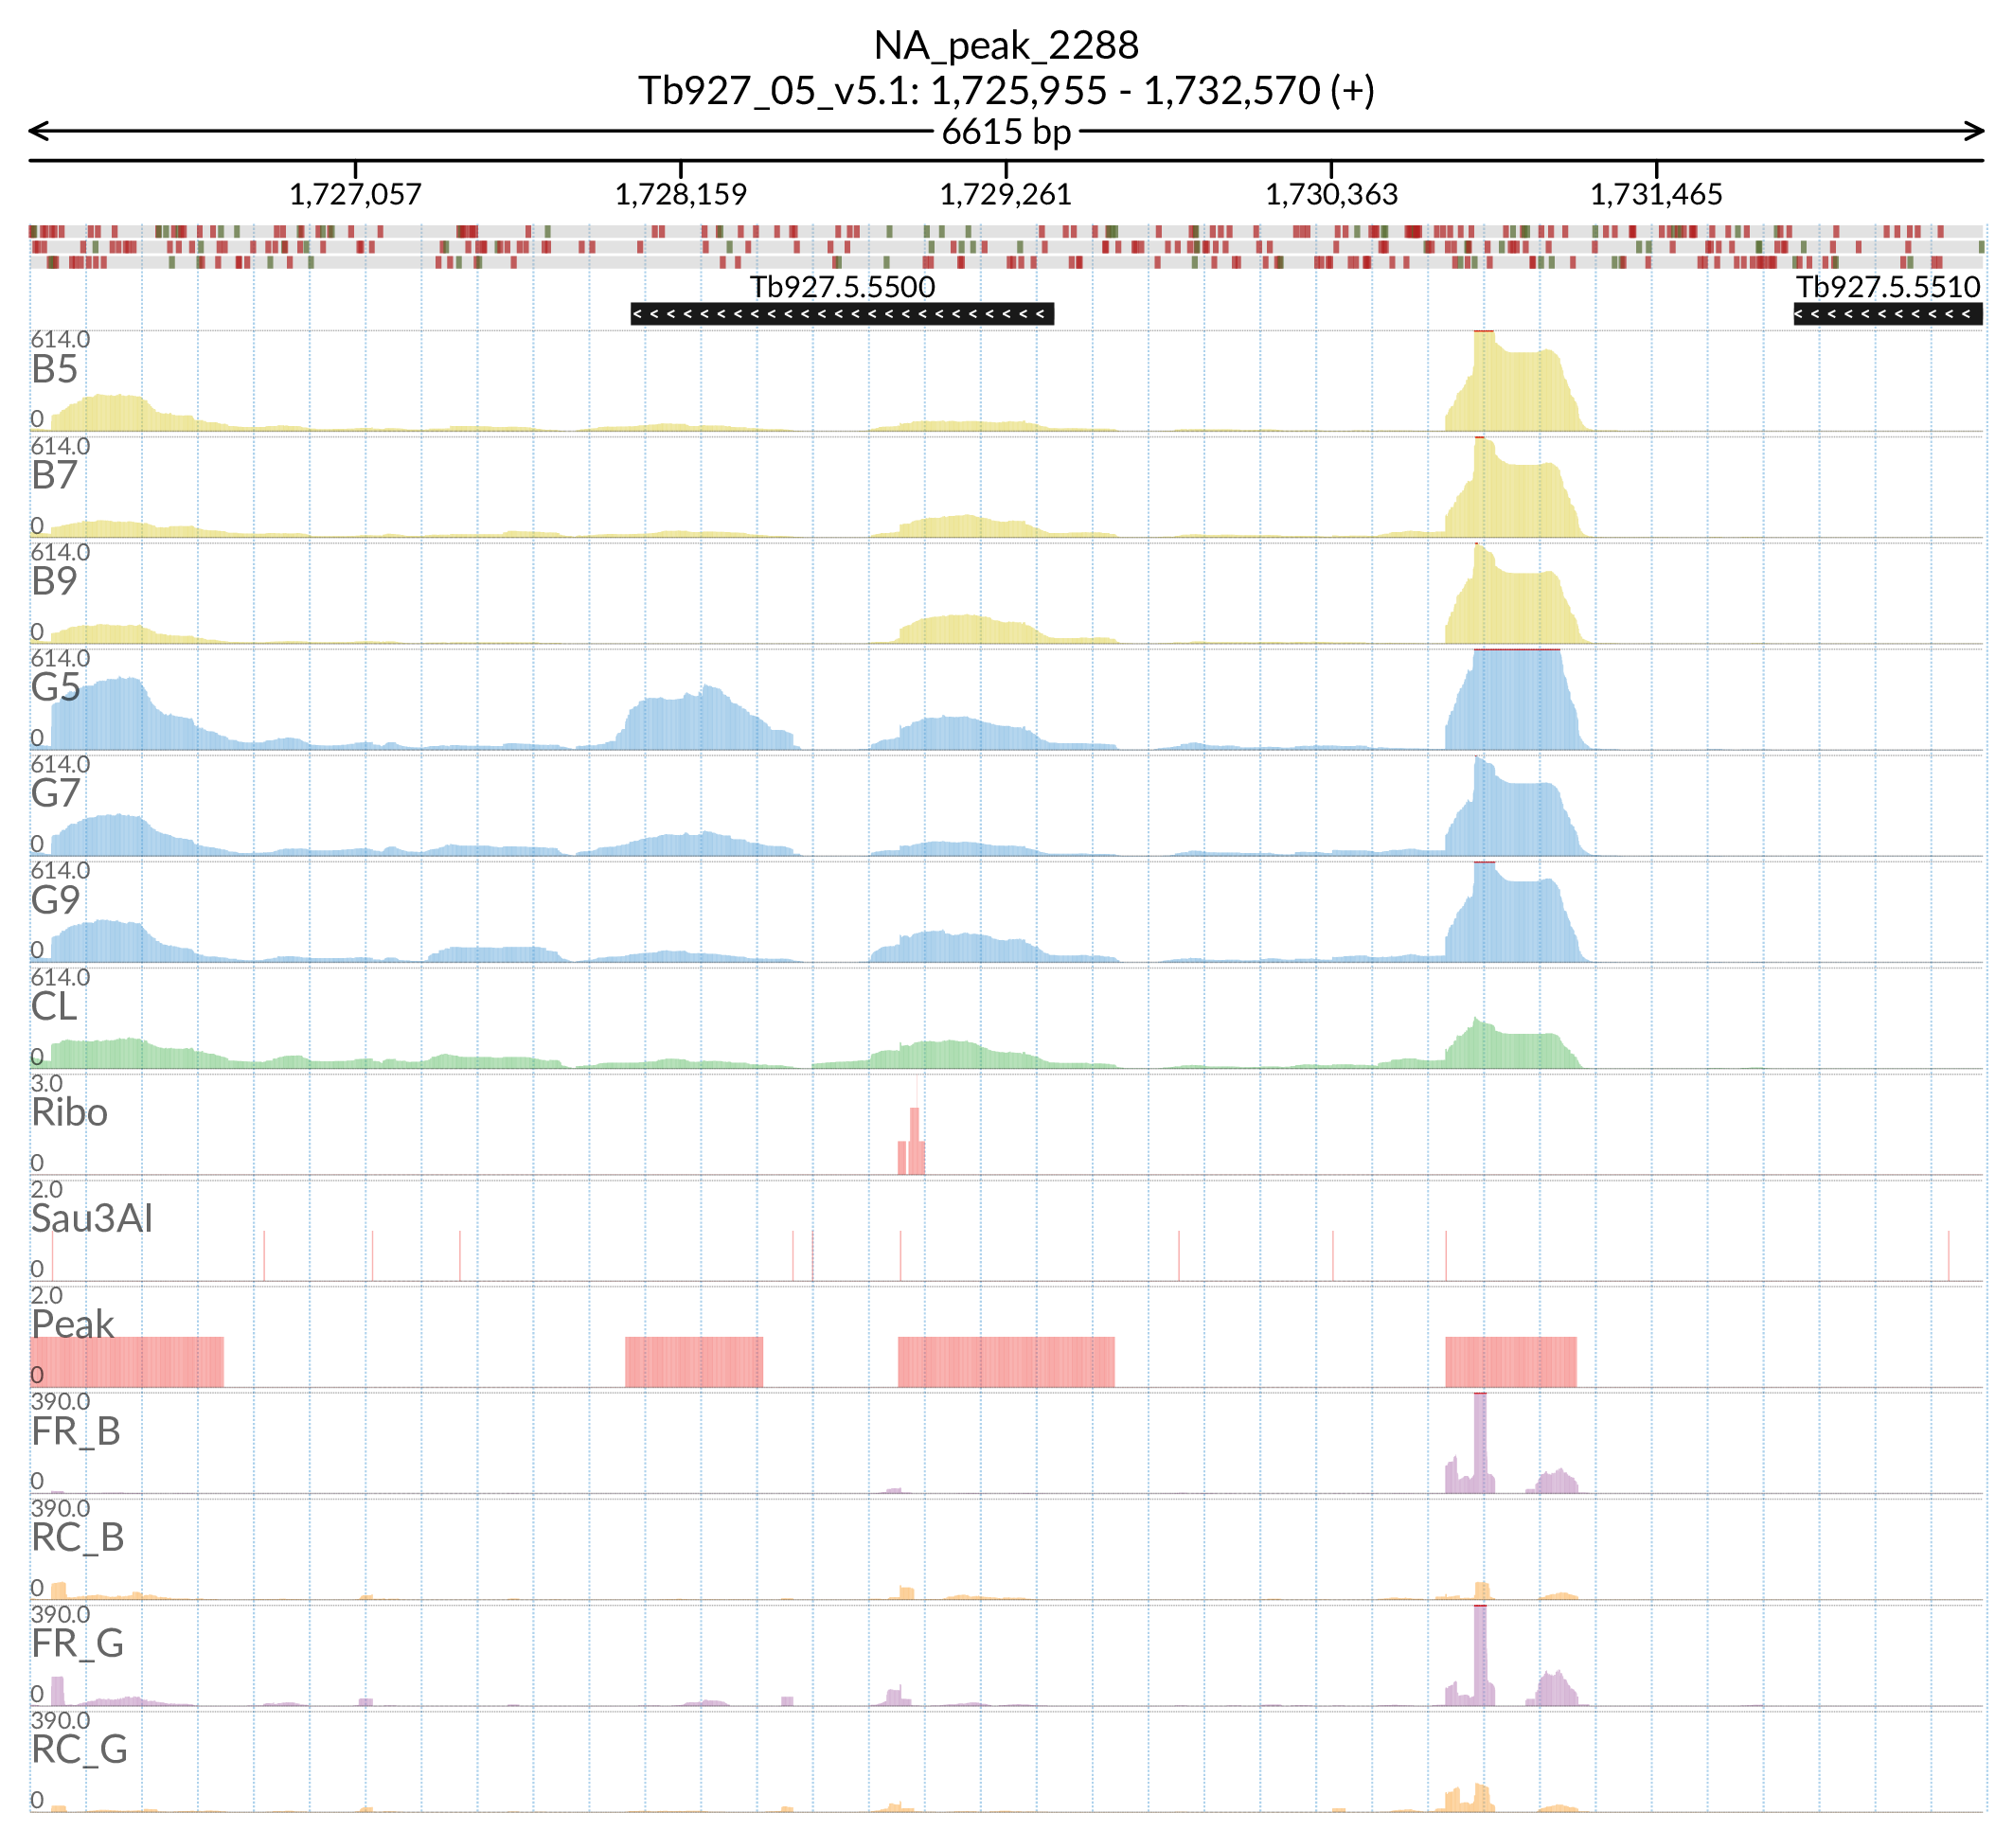 NA_peak_2288
Tb927_05_v5.1: 1,725,955 - 1,732,570 (+)
6615 bp
1,727,057 1,728,159 1,729,261 1,730,363 1,731,465
Tb927.5.5500 Tb927.5.5510
614.0
B5
0
614.0
B7
0
614.0
B9
0
614.0
G5
0
614.0
G7
0
614.0
G9
0
614.0
CL
0
3.0
Ribo
0
2.0
Sau3AI
0
2.0
Peak
0
390.0
FR_B
0
390.0
RC_B
0
390.0
FR_G
0
390.0
RC_G
0